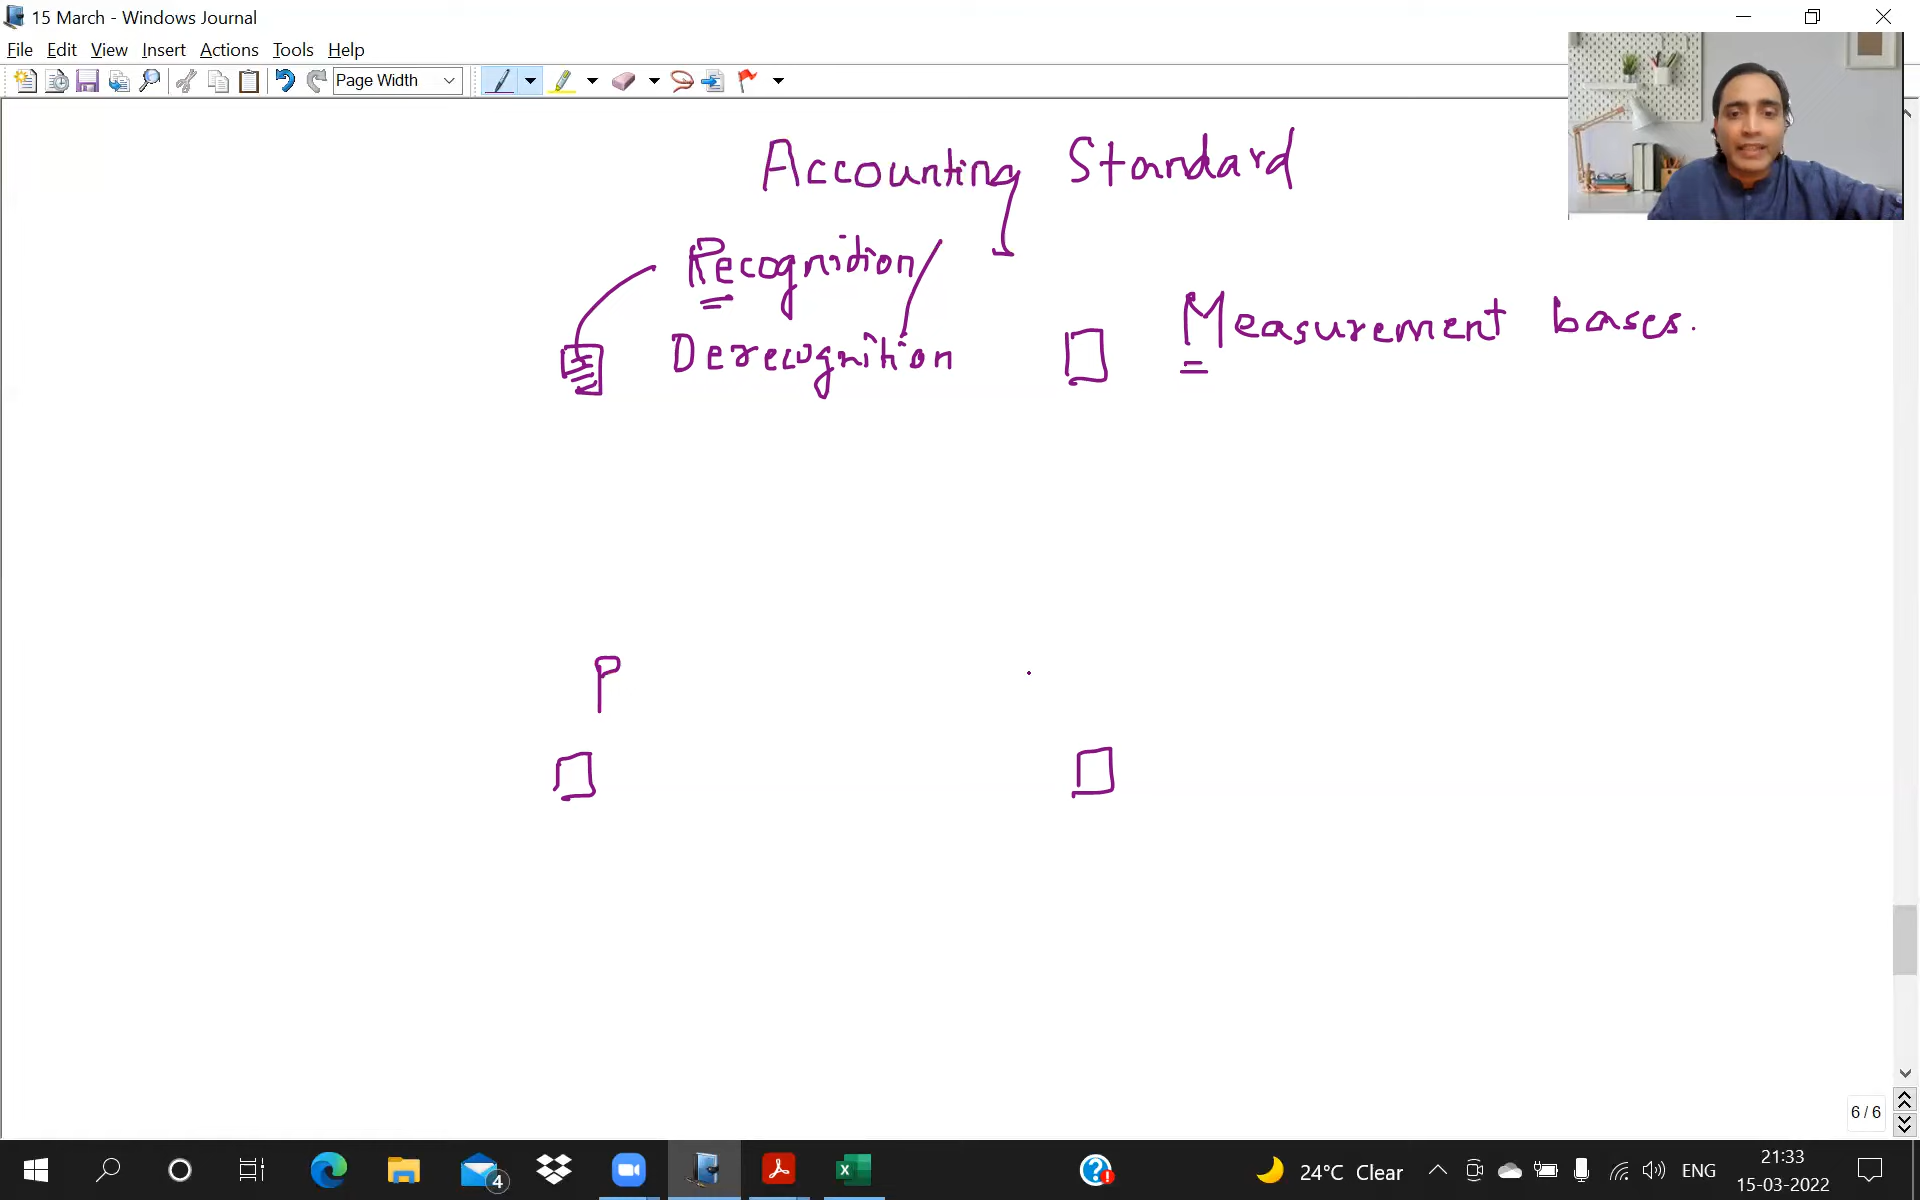 15 March - Windows Journal
File Edit View Insert Actions Tools Help
Page Width
Accounting Standard
Recognition
Measurement bases.
Derecognition
P
6 / 6
4
24°C Clear
ENG
21:33
15-03-2022